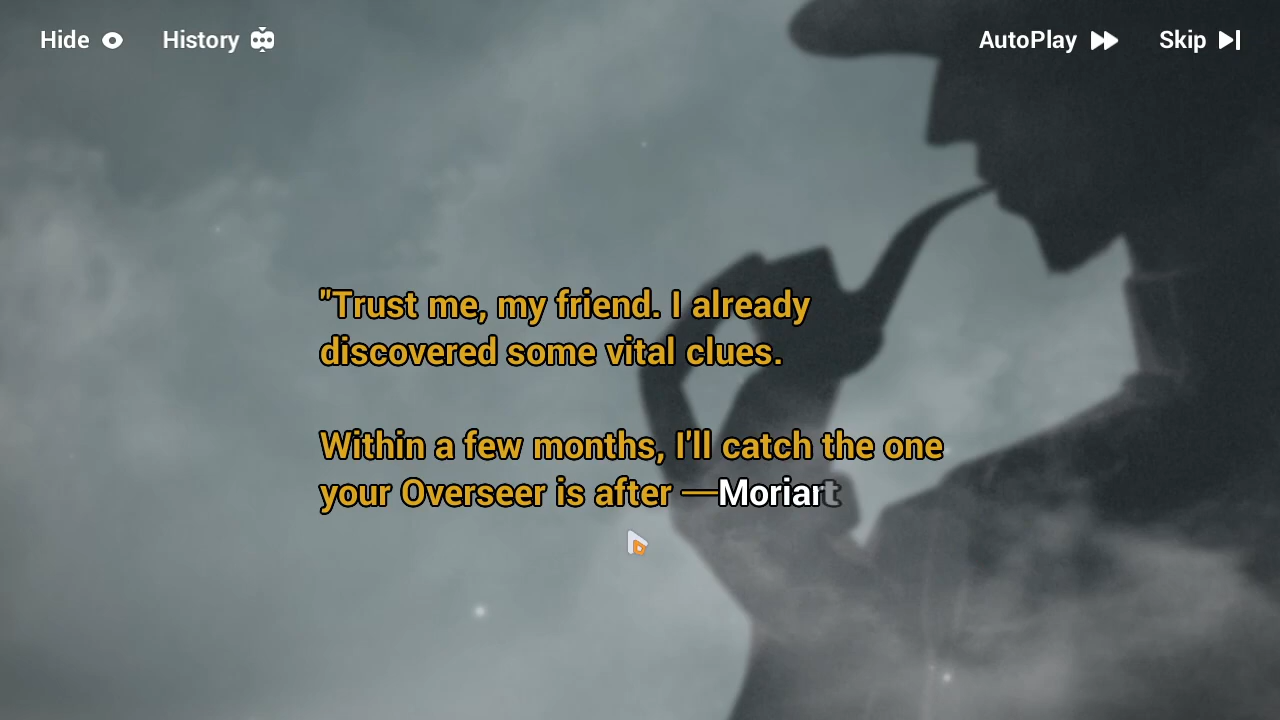 Hide
History
AutoPlay
Skip
"Trust me, my friend. I already
discovered some vital clues.
Within a few months, I'll catch the one
your Overseer is after —Moriart